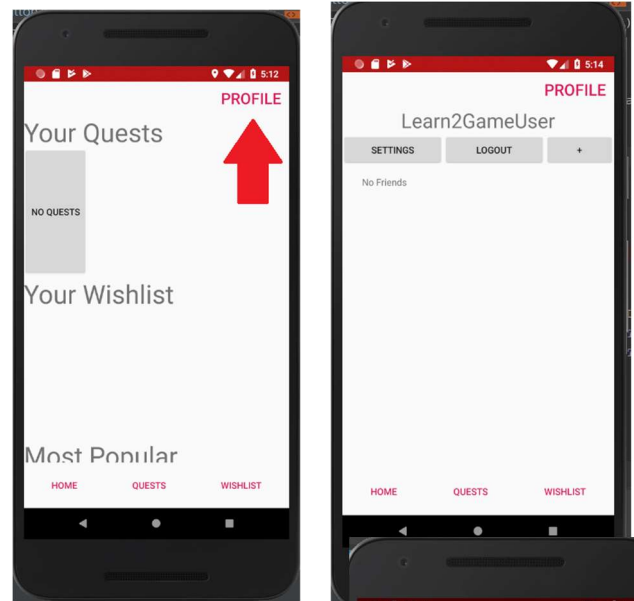 5:12
PROFILE
Your Quests
NO QUESTS
Your Wishlist
Most Popular
HOME QUESTS WISHLIST
5:14
PROFILE
Learn2GameUser
SETTINGS LOGOUT +
No Friends
HOME QUESTS WISHLIST